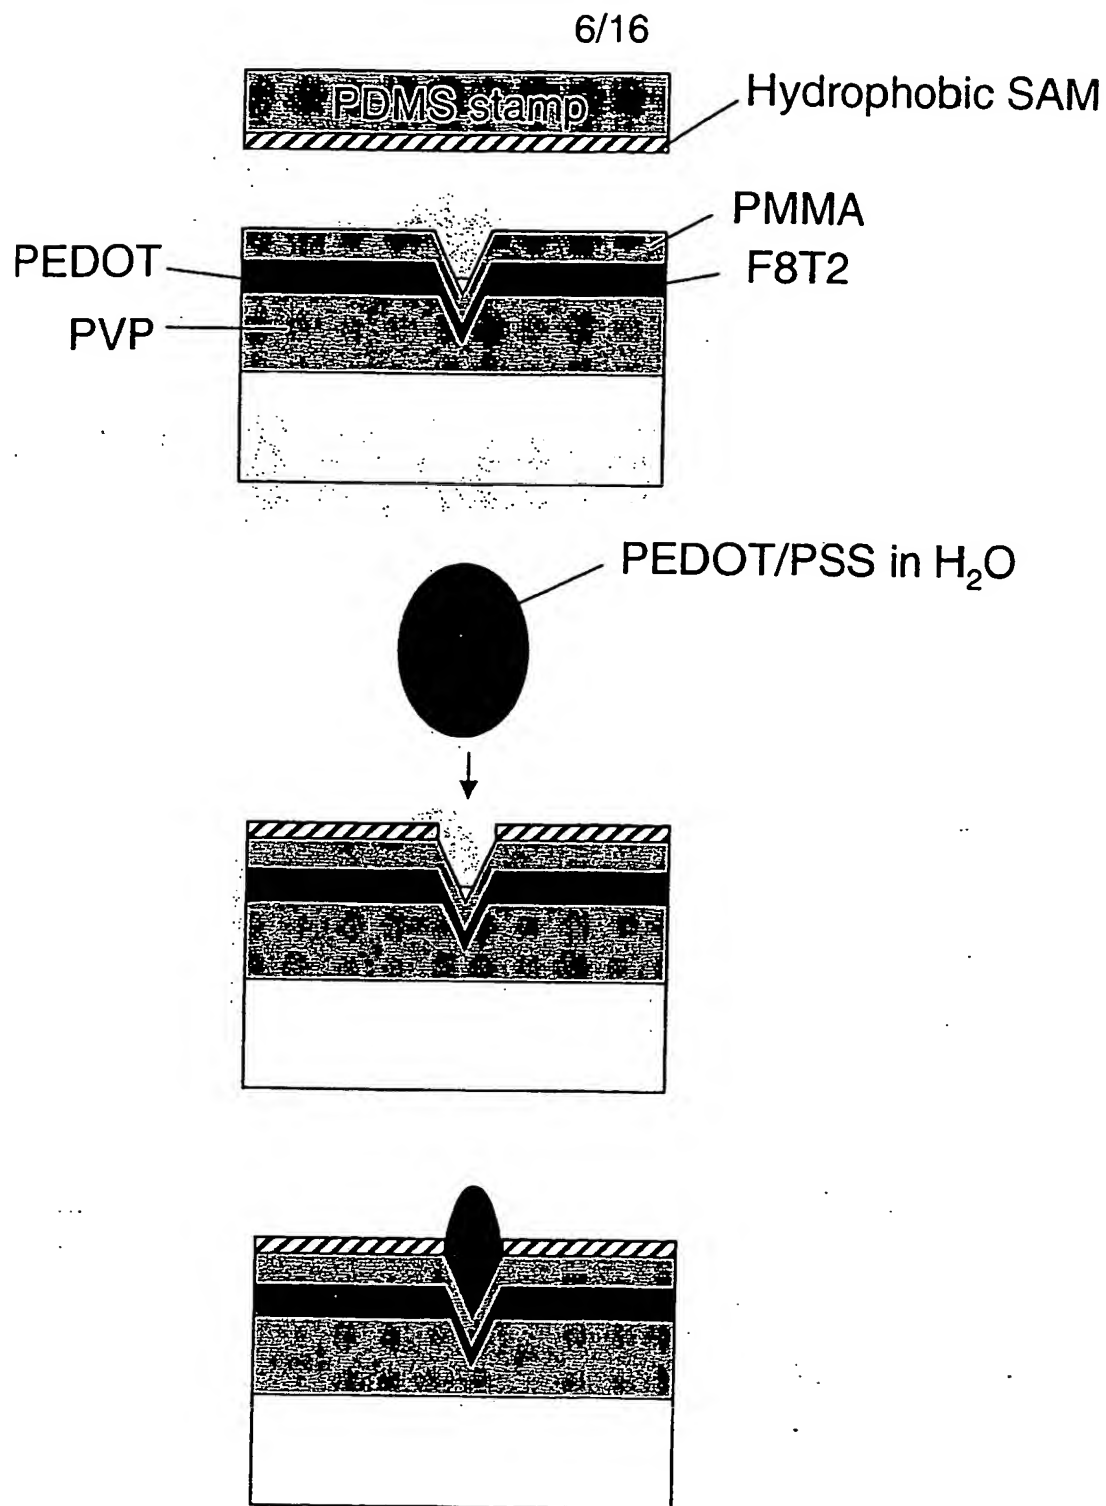 6/16
PDMS stamp
Hydrophobic SAM
PMMA
PEDOT
F8T2
PVP
PEDOT/PSS in H₂O